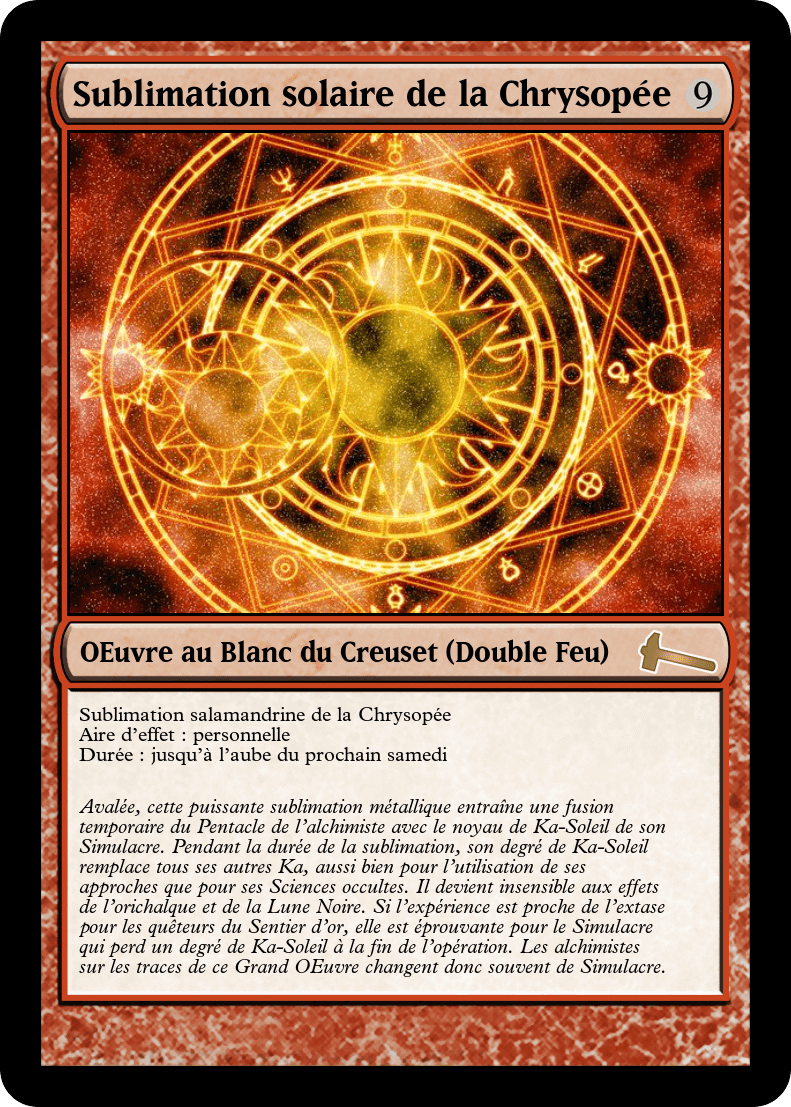 Sublimation solaire de la Chrysopée 9
OEuvre au Blanc du Creuset (Double Feu)
Sublimation salamandrine de la Chrysopée
Aire d'effet : personnelle
Durée : jusqu'à l'aube du prochain samedi
Avalée, cette puissante sublimation métallique entraîne une fusion
temporaire du Pentacle de l'alchimiste avec le noyau de Ka-Soleil de son
Simulacre. Pendant la durée de la sublimation, son degré de Ka-Soleil
remplace tous ses autres Ka, aussi bien pour l'utilisation de ses
approches que pour ses Sciences occultes. Il devient insensible aux effets
de l'orichalque et de la Lune Noire. Si l'expérience est proche de l'extase
pour les quêteurs du Sentier d'or, elle est éprouvante pour le Simulacre
qui perd un degré de Ka-Soleil à la fin de l'opération. Les alchimistes
sur les traces de ce Grand OEuvre changent donc souvent de Simulacre.